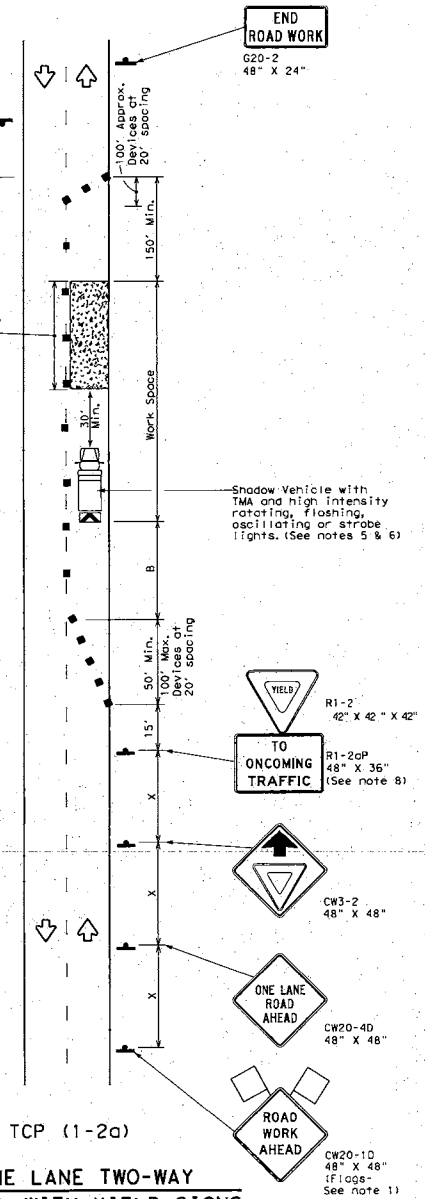 END
ROAD WORK
G20-2
48" X 24"
100' Approx.
Devices at
20' spacing
150' Min.
Work Space
30'
Min.
Shadow Vehicle with
TMA and high intensity
rotating, flashing,
oscillating or strobe
lights. (See notes 5 & 6)
B
50' Min.
100' Max.
Devices at
20' spacing
15'
YIELD
R1-2
42" X 42" X 42"
TO
ONCOMING
TRAFFIC
R1-2aP
48" X 36"
(See note 8)
X
CW3-2
48" X 48"
X
ONE LANE
ROAD
AHEAD
CW20-4D
48" X 48"
X
ROAD
WORK
AHEAD
CW20-1D
48" X 48"
(Flags-
See note 1)
TCP (1-2a)
NE LANE TWO-WAY
WITH YIELD SIGNS